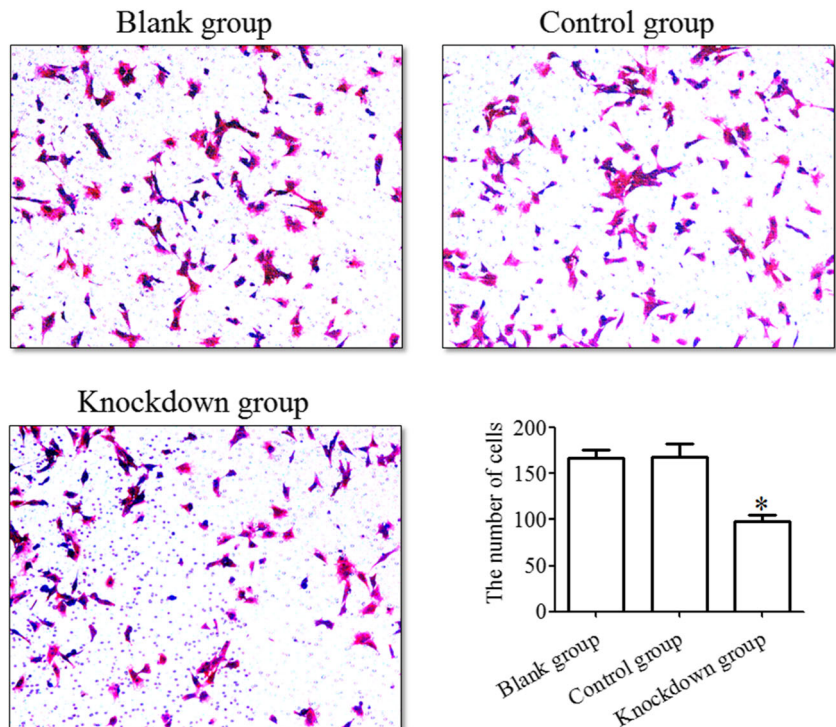 Blank group
Control group
Knockdown group
The number of cells
200
150
100
50
0
*
Blank group
Control group
Knockdown group